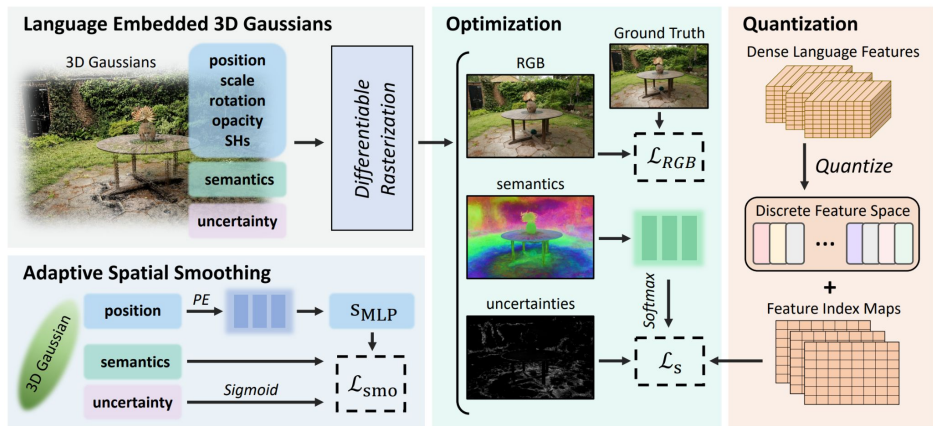 Language Embedded 3D Gaussians
3D Gaussians
position
scale
rotation
opacity
SHs
semantics
uncertainty
Differentiable
Rasterization
Adaptive Spatial Smoothing
3D Gaussian
position
PE
S_MLP
semantics
uncertainty
Sigmoid
ℒ_smo
Optimization
RGB
Ground Truth
ℒ_RGB
semantics
Softmax
uncertainties
ℒ_s
Quantization
Dense Language Features
Quantize
Discrete Feature Space
...
+
Feature Index Maps